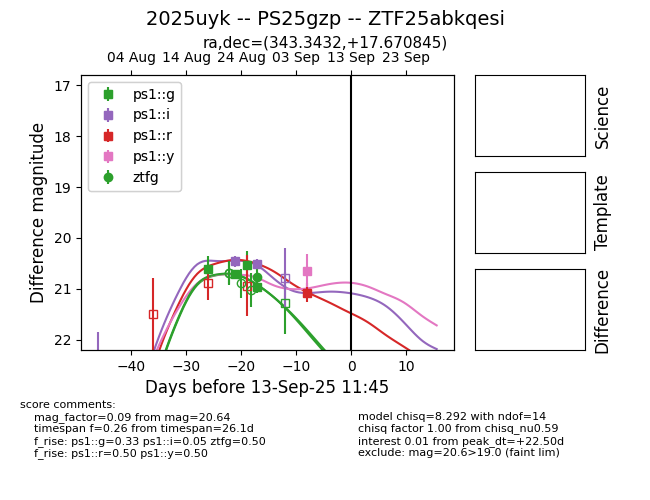 2025uyk -- PS25gzp -- ZTF25abkqesi
ra,dec=(343.3432,+17.670845)
04 Aug 14 Aug 24 Aug 03 Sep 13 Sep 23 Sep
17
18
19
20
21
22
Difference magnitude
ps1::g
ps1::i
ps1::r
ps1::y
ztfg
−40 −30 −20 −10 0 10
Days before 13-Sep-25 11:45
Science
Template
Difference
score comments:
mag_factor=0.09 from mag=20.64
timespan f=0.26 from timespan=26.1d
f_rise: ps1::g=0.33 ps1::i=0.05 ztfg=0.50
f_rise: ps1::r=0.50 ps1::y=0.50
model chisq=8.292 with ndof=14
chisq factor 1.00 from chisq_nu0.59
interest 0.01 from peak_dt=+22.50d
exclude: mag=20.6>19.0 (faint lim)